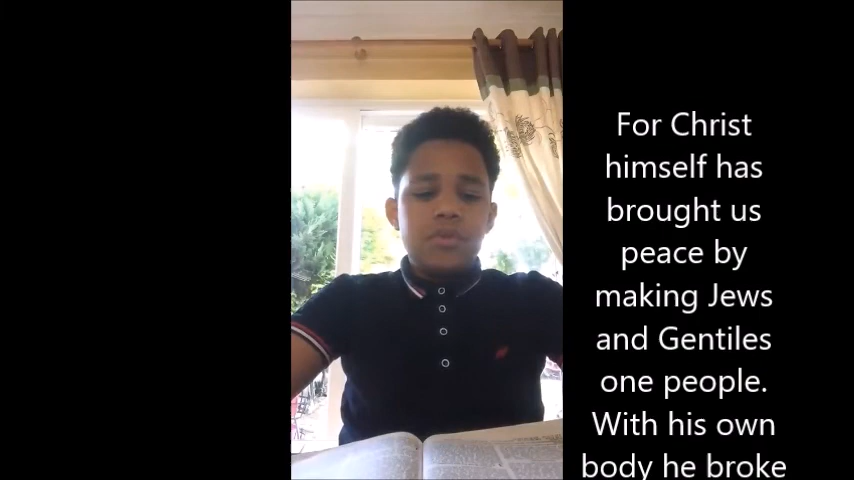 For Christ
himself has
brought us
peace by
making Jews
and Gentiles
one people.
With his own
body he broke